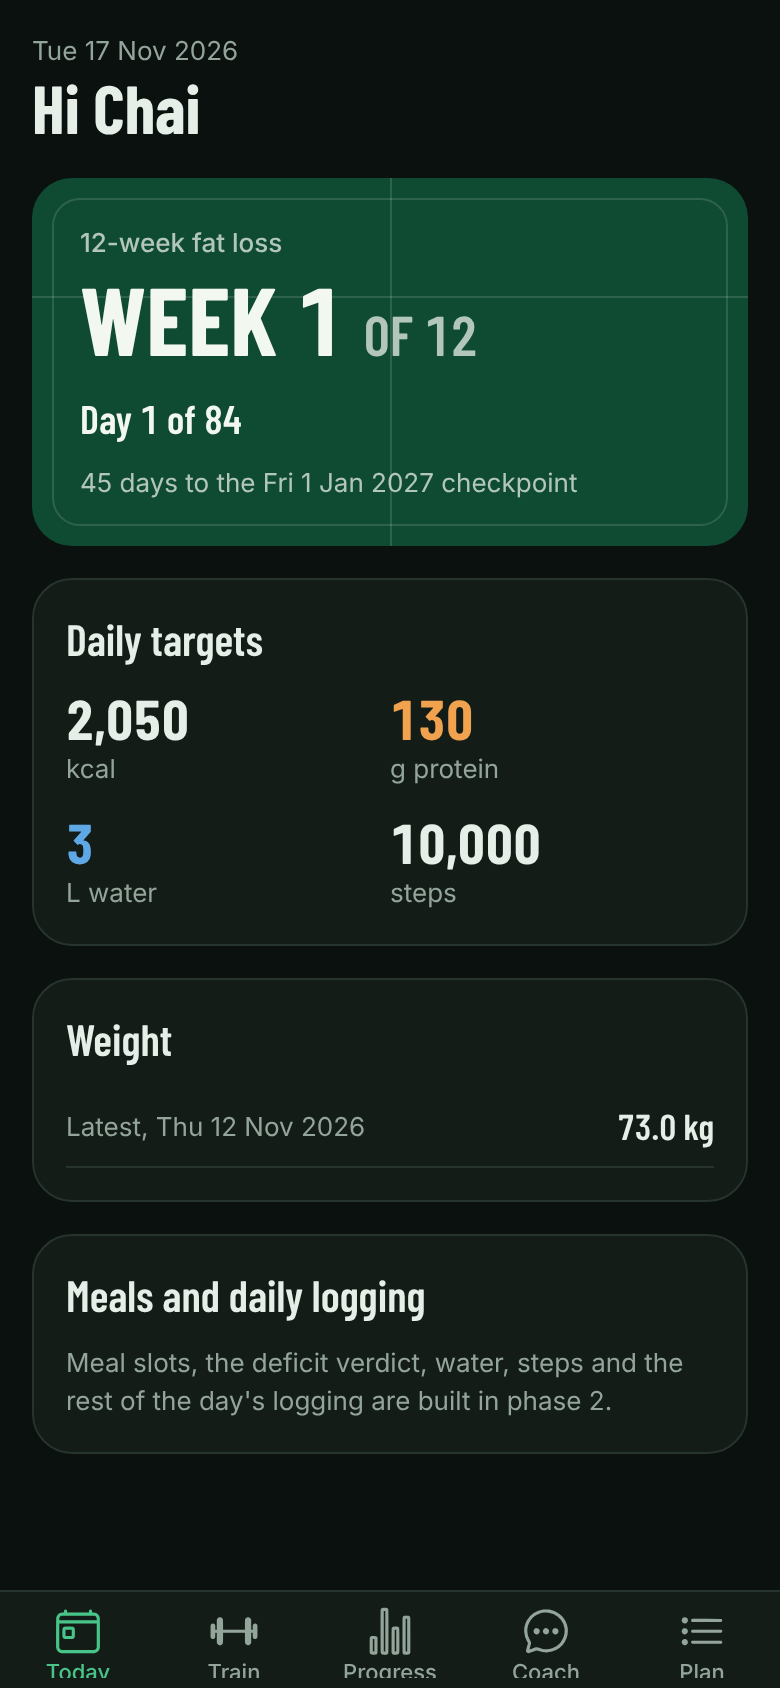 Tue 17 Nov 2026
Hi Chai
12-week fat loss
WEEK 1 OF 12
Day 1 of 84
45 days to the Fri 1 Jan 2027 checkpoint
Daily targets
2,050
kcal
130
g protein
3
L water
10,000
steps
Weight
Latest, Thu 12 Nov 2026 73.0 kg
Meals and daily logging
Meal slots, the deficit verdict, water, steps and the
rest of the day's logging are built in phase 2.
Today Train Progress Coach Plan